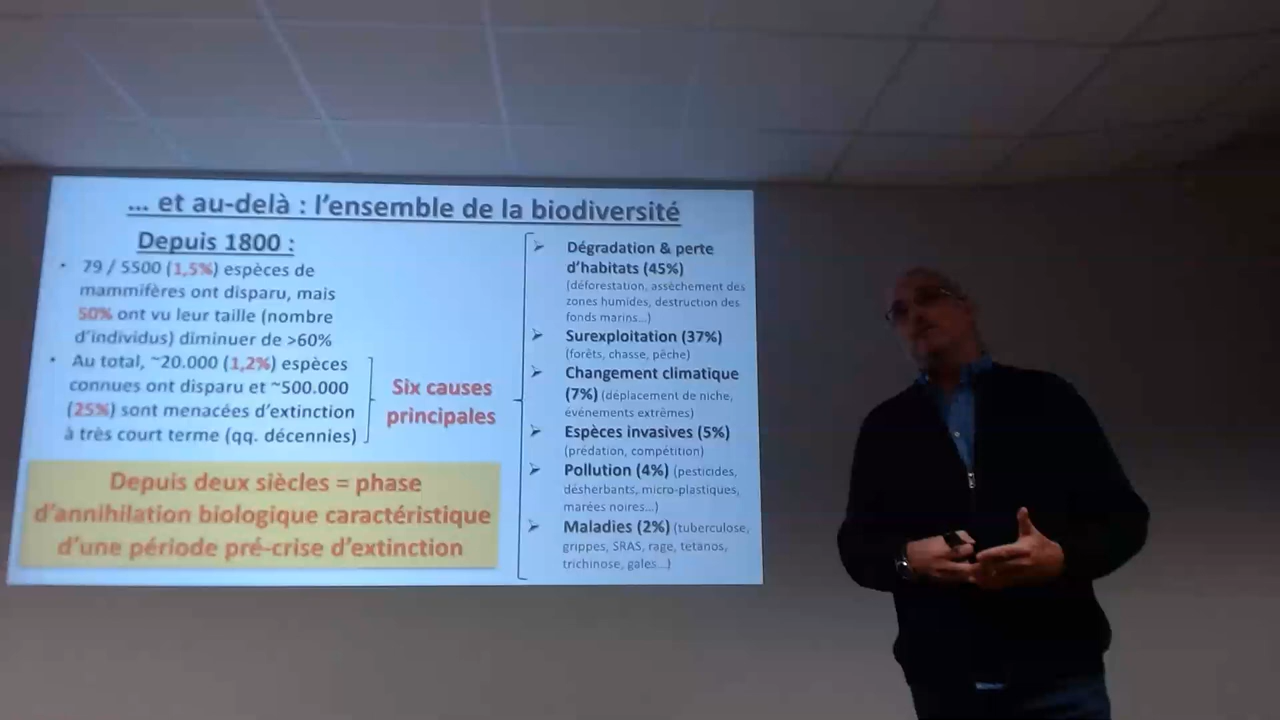 ... et au-delà : l'ensemble de la biodiversité
Depuis 1800 :
• 79 / 5500 (1,5%) espèces de
mammifères ont disparu, mais
50% ont vu leur taille (nombre
d'individus) diminuer de >60%
• Au total, ~20.000 (1,2%) espèces
connues ont disparu et ~500.000
(25%) sont menacées d'extinction
à très court terme (qq. décennies)
Six causes
principales
Depuis deux siècles = phase
d'annihilation biologique caractéristique
d'une période pré-crise d'extinction
➢ Dégradation & perte
d'habitats (45%)
(déforestation, assèchement des
zones humides, destruction des
fonds marins...)
➢ Surexploitation (37%)
(forêts, chasse, pêche)
➢ Changement climatique
(7%) (déplacement de niche,
événements extrêmes)
➢ Espèces invasives (5%)
(prédation, compétition)
➢ Pollution (4%) (pesticides,
désherbants, micro-plastiques,
marées noires...)
➢ Maladies (2%) (tuberculose,
grippes, SRAS, rage, tétanos,
trichinose, gales...)